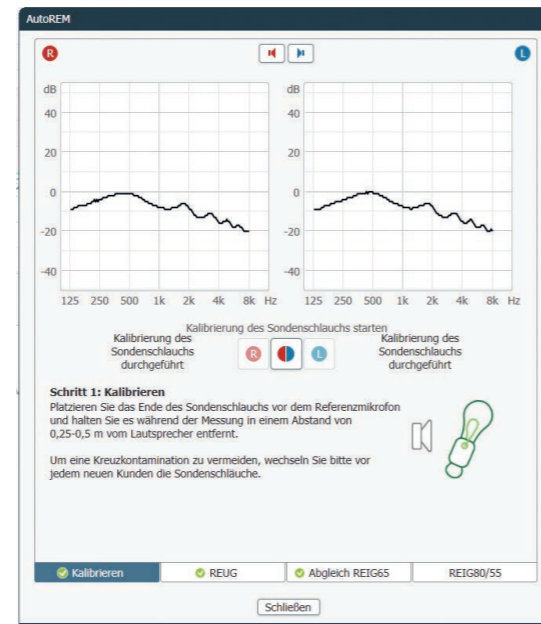 AutoREM
R
L
dB
40
20
0
-20
-40
125 250 500 1k 2k 4k 8k Hz
dB
40
20
0
-20
-40
125 250 500 1k 2k 4k 8k Hz
Kalibrierung des Sondenschlauchs starten
Kalibrierung des
Sondenschlauchs
durchgeführt
R
L
Kalibrierung des
Sondenschlauchs
durchgeführt
Schritt 1: Kalibrieren
Platzieren Sie das Ende des Sondenschlauchs vor dem Referenzmikrofon
und halten Sie es während der Messung in einem Abstand von
0,25-0,5 m vom Lautsprecher entfernt.
Um eine Kreuzkontamination zu vermeiden, wechseln Sie bitte vor
jedem neuen Kunden die Sondenschläuche.
Kalibrieren REUG Abgleich REIG65 REIG80/55
Schließen